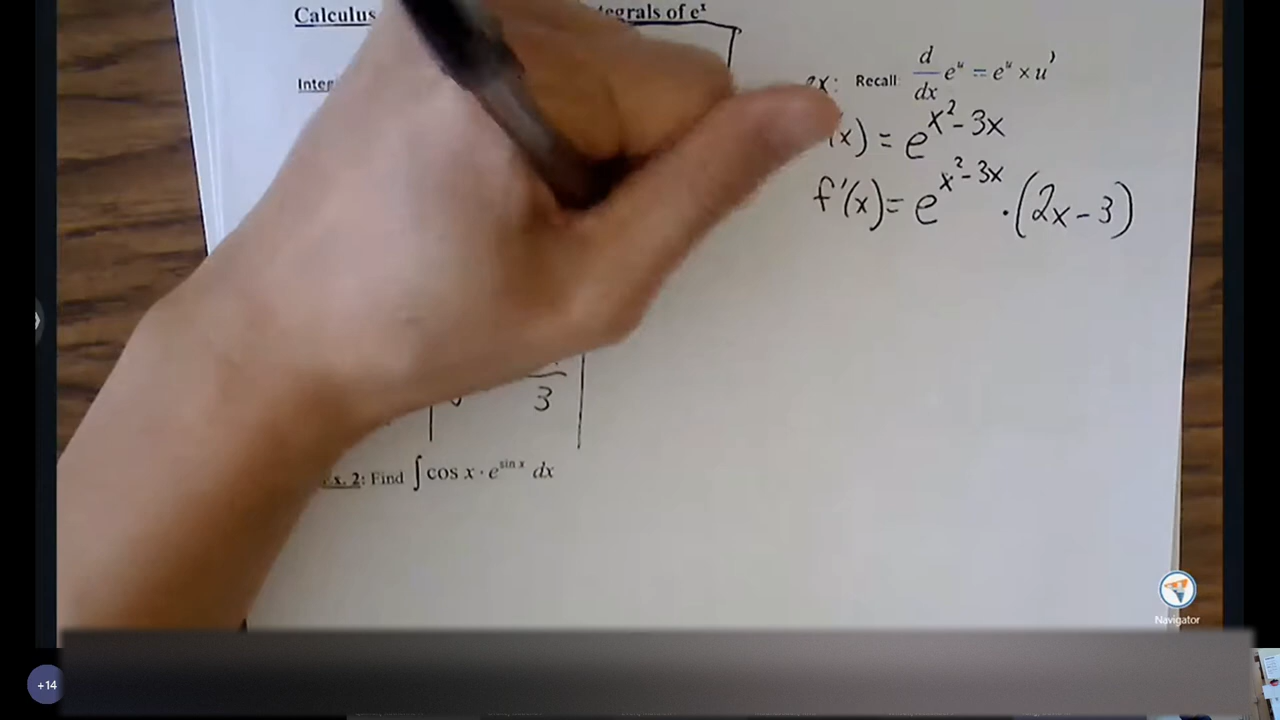 Calculus
tegrals of eˣ
Inte
ex: Recall d/dx eᵘ = eᵘ × u'
(x) = e^(x²-3x)
f'(x) = e^(x²-3x) · (2x-3)
3
x. 2: Find ∫ cos x · e^(sin x) dx
Navigator
+14